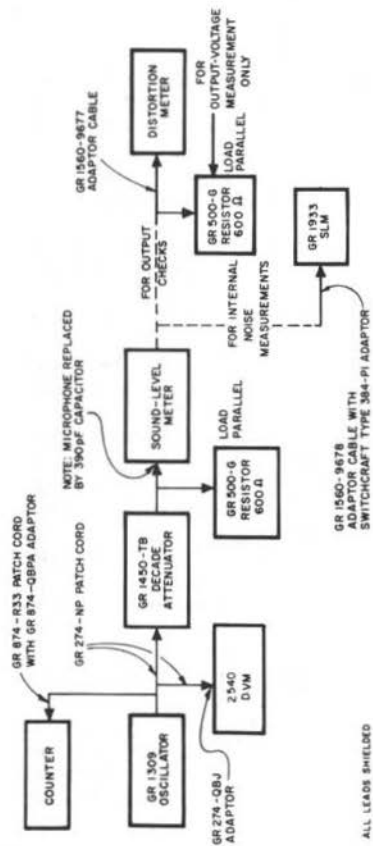 COUNTER
GR 874-R33 PATCH CORD
WITH GR 874-QBPA ADAPTOR
GR 274-NP PATCH CORD
GR 1309
OSCILLATOR
2540
DVM
GR 274-QBJ
ADAPTOR
GR 1450-TB
DECADE
ATTENUATOR
NOTE: MICROPHONE REPLACED
BY 390pF CAPACITOR
SOUND-LEVEL
METER
LOAD
PARALLEL
GR 500-G
RESISTOR
600 Ω
FOR OUTPUT
CHECKS
FOR INTERNAL
NOISE
MEASUREMENTS
GR 1560-9677
ADAPTOR CABLE
DISTORTION
METER
FOR
OUTPUT-VOLTAGE
MEASUREMENT
ONLY
LOAD
PARALLEL
GR 500-G
RESISTOR
600 Ω
GR 1933
SLM
GR 1560-9678
ADAPTOR CABLE WITH
SWITCHCRAFT TYPE 384-PI ADAPTOR
ALL LEADS SHIELDED